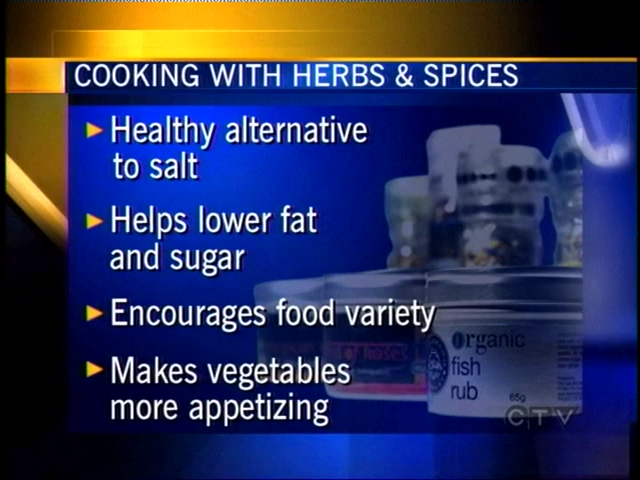 COOKING WITH HERBS & SPICES
Healthy alternative
to salt
Helps lower fat
and sugar
Encourages food variety
Makes vegetables
more appetizing
organic
fish
rub
65g
CTV